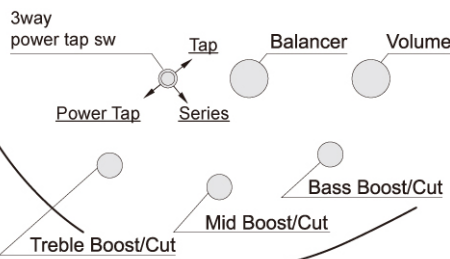 3way
power tap sw
Tap
Balancer
Volume
Power Tap
Series
Bass Boost/Cut
Mid Boost/Cut
Treble Boost/Cut